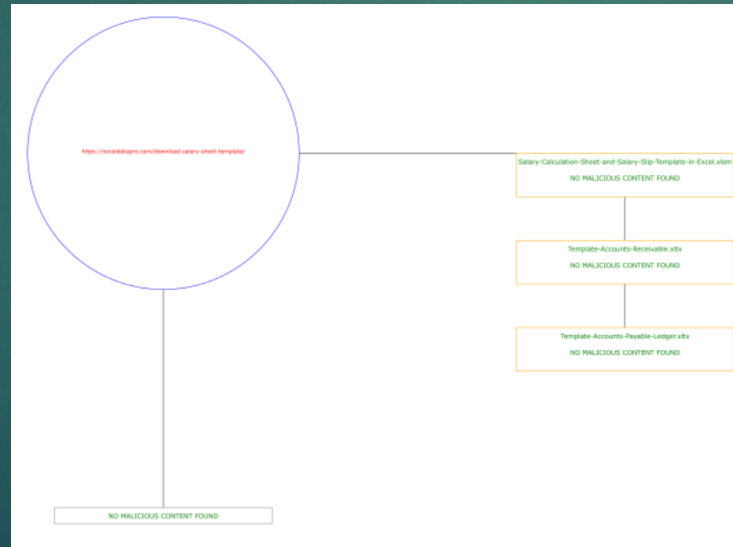 https://exceldatapro.com/download-salary-sheet-template/
Salary-Calculation-Sheet-and-Salary-Slip-Template-in-Excel.xlsm
NO MALICIOUS CONTENT FOUND
Template-Accounts-Receivable.xltx
NO MALICIOUS CONTENT FOUND
Template-Accounts-Payable-Ledger.xltx
NO MALICIOUS CONTENT FOUND
NO MALICIOUS CONTENT FOUND